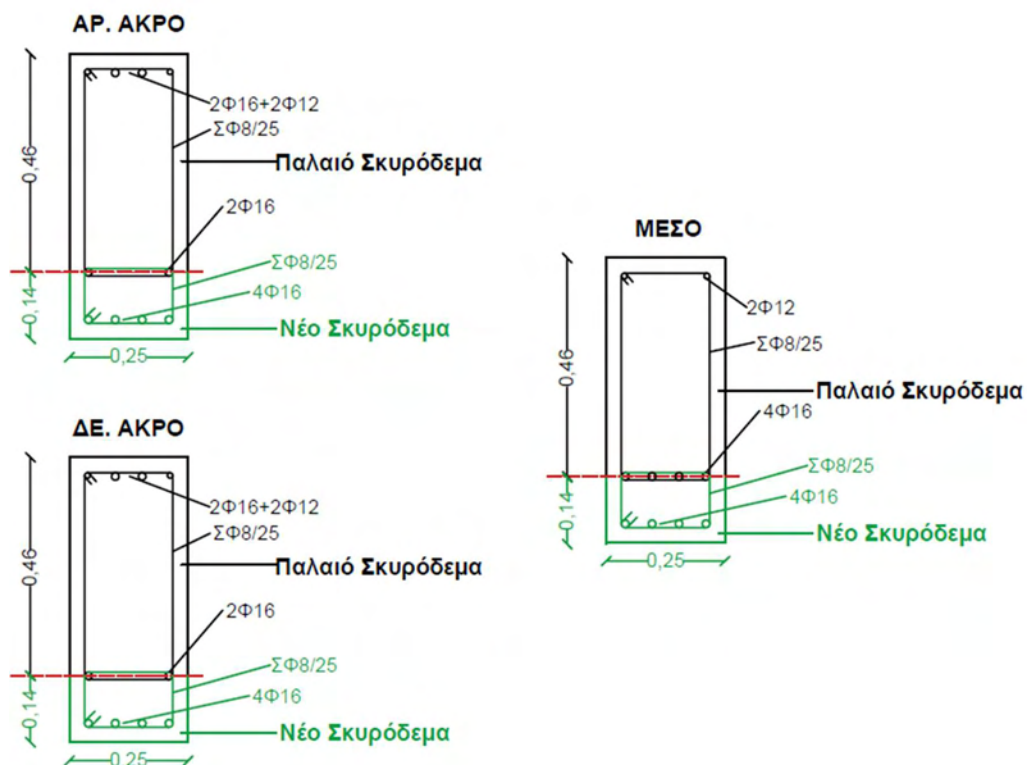 ΑΡ. ΑΚΡΟ
2Φ16+2Φ12
ΣΦ8/25
Παλαιό Σκυρόδεμα
0,46
2Φ16
ΣΦ8/25
4Φ16
0,14
Νέο Σκυρόδεμα
0,25
ΔΕ. ΑΚΡΟ
2Φ16+2Φ12
ΣΦ8/25
Παλαιό Σκυρόδεμα
0,46
2Φ16
ΣΦ8/25
4Φ16
0,14
Νέο Σκυρόδεμα
0,25
ΜΕΣΟ
2Φ12
ΣΦ8/25
0,46
Παλαιό Σκυρόδεμα
4Φ16
ΣΦ8/25
4Φ16
0,14
Νέο Σκυρόδεμα
0,25